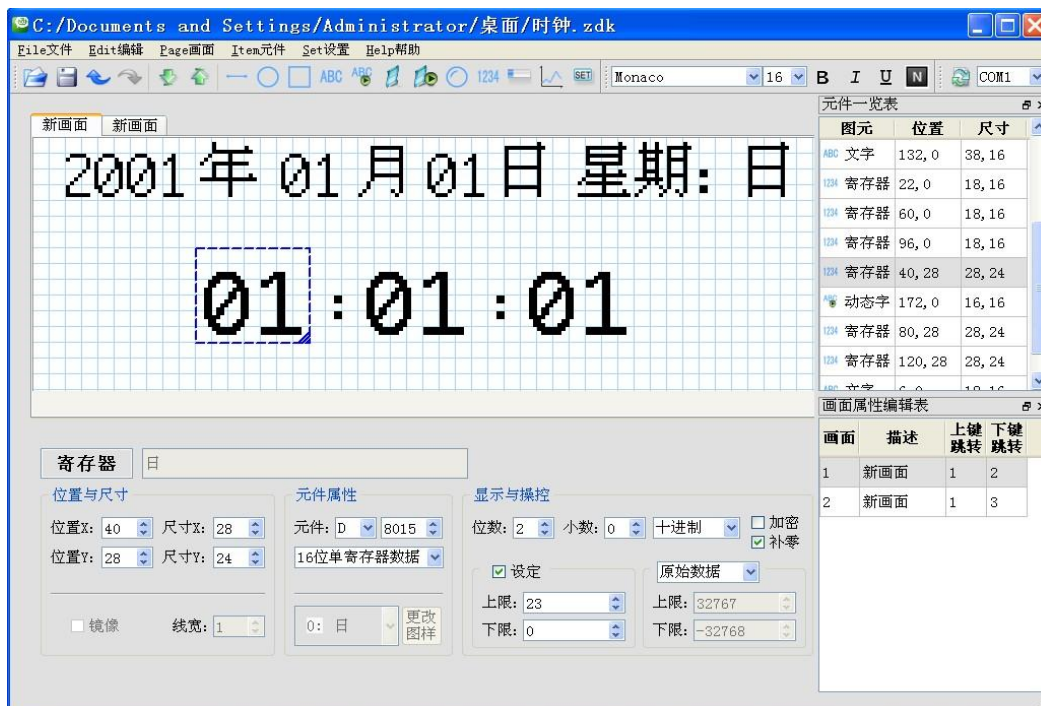 C:/Documents and Settings/Administrator/桌面/时钟.zdk
File文件 Edit编辑 Page画面 Item元件 Set设置 Help帮助
ABC ABC 1234 SET Monaco 16 B I U N COM1
元件一览表
新画面 新画面
图元 位置 尺寸
2001年01月01日 星期: 日
ABC 文字 132,0 38,16
1234 寄存器 22,0 18,16
1234 寄存器 60,0 18,16
1234 寄存器 96,0 18,16
1234 寄存器 40,28 28,24
ABC 动态字 172,0 16,16
1234 寄存器 80,28 28,24
1234 寄存器 120,28 28,24
01:01:01
画面属性编辑表
画面 描述 上键跳转 下键跳转
1 新画面 1 2
2 新画面 1 3
寄存器 日
位置与尺寸 元件属性 显示与操控
位置X: 40 尺寸X: 28 元件: D 8015 位数: 2 小数: 0 十进制 加密
位置Y: 28 尺寸Y: 24 16位单寄存器数据 补零
设定 原始数据
上限: 23 上限: 32767
下限: 0 下限: -32768
镜像 线宽: 1 0: 日 更改图样